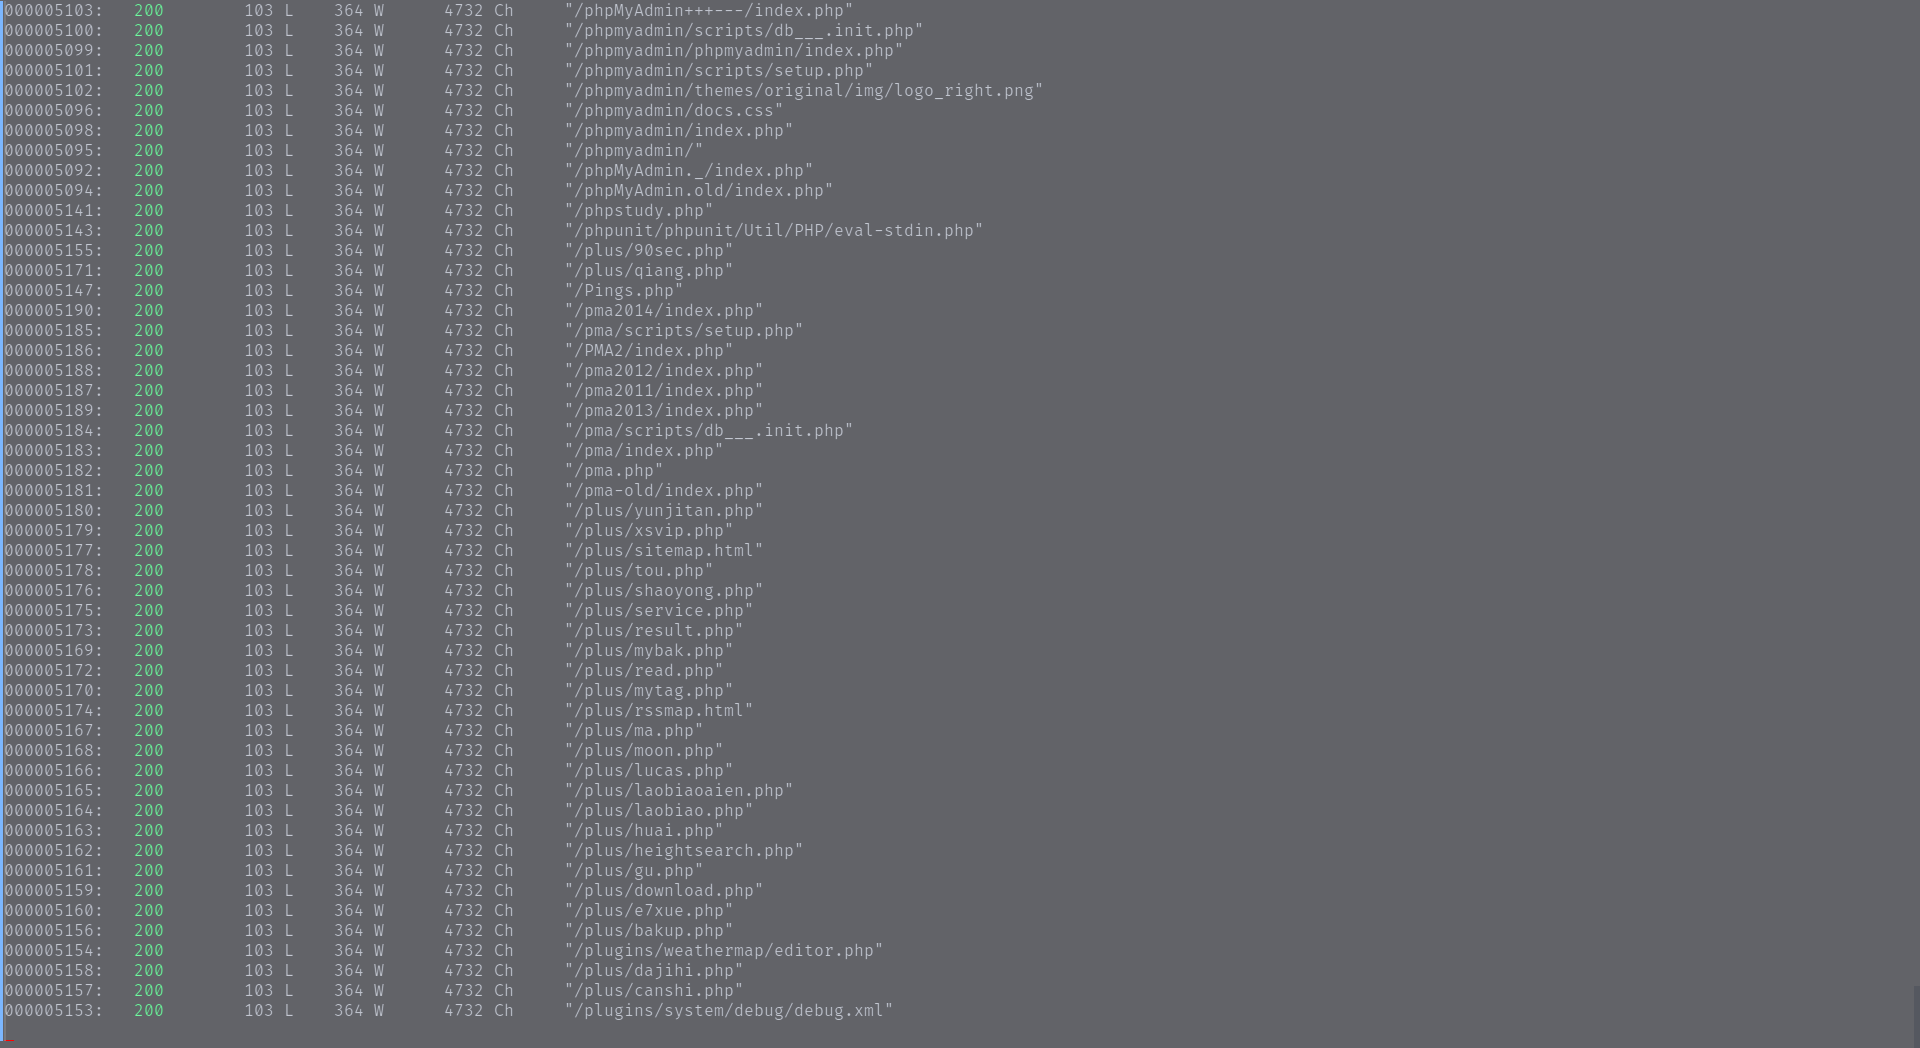 000005103: 200 103 L 364 W 4732 Ch "/phpMyAdmin+++---/index.php"
000005100: 200 103 L 364 W 4732 Ch "/phpmyadmin/scripts/db___.init.php"
000005099: 200 103 L 364 W 4732 Ch "/phpmyadmin/phpmyadmin/index.php"
000005101: 200 103 L 364 W 4732 Ch "/phpmyadmin/scripts/setup.php"
000005102: 200 103 L 364 W 4732 Ch "/phpmyadmin/themes/original/img/logo_right.png"
000005096: 200 103 L 364 W 4732 Ch "/phpmyadmin/docs.css"
000005098: 200 103 L 364 W 4732 Ch "/phpmyadmin/index.php"
000005095: 200 103 L 364 W 4732 Ch "/phpmyadmin/"
000005092: 200 103 L 364 W 4732 Ch "/phpMyAdmin._/index.php"
000005094: 200 103 L 364 W 4732 Ch "/phpMyAdmin.old/index.php"
000005141: 200 103 L 364 W 4732 Ch "/phpstudy.php"
000005143: 200 103 L 364 W 4732 Ch "/phpunit/phpunit/Util/PHP/eval-stdin.php"
000005155: 200 103 L 364 W 4732 Ch "/plus/90sec.php"
000005171: 200 103 L 364 W 4732 Ch "/plus/qiang.php"
000005147: 200 103 L 364 W 4732 Ch "/Pings.php"
000005190: 200 103 L 364 W 4732 Ch "/pma2014/index.php"
000005185: 200 103 L 364 W 4732 Ch "/pma/scripts/setup.php"
000005186: 200 103 L 364 W 4732 Ch "/PMA2/index.php"
000005188: 200 103 L 364 W 4732 Ch "/pma2012/index.php"
000005187: 200 103 L 364 W 4732 Ch "/pma2011/index.php"
000005189: 200 103 L 364 W 4732 Ch "/pma2013/index.php"
000005184: 200 103 L 364 W 4732 Ch "/pma/scripts/db___.init.php"
000005183: 200 103 L 364 W 4732 Ch "/pma/index.php"
000005182: 200 103 L 364 W 4732 Ch "/pma.php"
000005181: 200 103 L 364 W 4732 Ch "/pma-old/index.php"
000005180: 200 103 L 364 W 4732 Ch "/plus/yunjitan.php"
000005179: 200 103 L 364 W 4732 Ch "/plus/xsvip.php"
000005177: 200 103 L 364 W 4732 Ch "/plus/sitemap.html"
000005178: 200 103 L 364 W 4732 Ch "/plus/tou.php"
000005176: 200 103 L 364 W 4732 Ch "/plus/shaoyong.php"
000005175: 200 103 L 364 W 4732 Ch "/plus/service.php"
000005173: 200 103 L 364 W 4732 Ch "/plus/result.php"
000005169: 200 103 L 364 W 4732 Ch "/plus/mybak.php"
000005172: 200 103 L 364 W 4732 Ch "/plus/read.php"
000005170: 200 103 L 364 W 4732 Ch "/plus/mytag.php"
000005174: 200 103 L 364 W 4732 Ch "/plus/rssmap.html"
000005167: 200 103 L 364 W 4732 Ch "/plus/ma.php"
000005168: 200 103 L 364 W 4732 Ch "/plus/moon.php"
000005166: 200 103 L 364 W 4732 Ch "/plus/lucas.php"
000005165: 200 103 L 364 W 4732 Ch "/plus/laobiaoaien.php"
000005164: 200 103 L 364 W 4732 Ch "/plus/laobiao.php"
000005163: 200 103 L 364 W 4732 Ch "/plus/huai.php"
000005162: 200 103 L 364 W 4732 Ch "/plus/heightsearch.php"
000005161: 200 103 L 364 W 4732 Ch "/plus/gu.php"
000005159: 200 103 L 364 W 4732 Ch "/plus/download.php"
000005160: 200 103 L 364 W 4732 Ch "/plus/e7xue.php"
000005156: 200 103 L 364 W 4732 Ch "/plus/bakup.php"
000005154: 200 103 L 364 W 4732 Ch "/plugins/weathermap/editor.php"
000005158: 200 103 L 364 W 4732 Ch "/plus/dajihi.php"
000005157: 200 103 L 364 W 4732 Ch "/plus/canshi.php"
000005153: 200 103 L 364 W 4732 Ch "/plugins/system/debug/debug.xml"